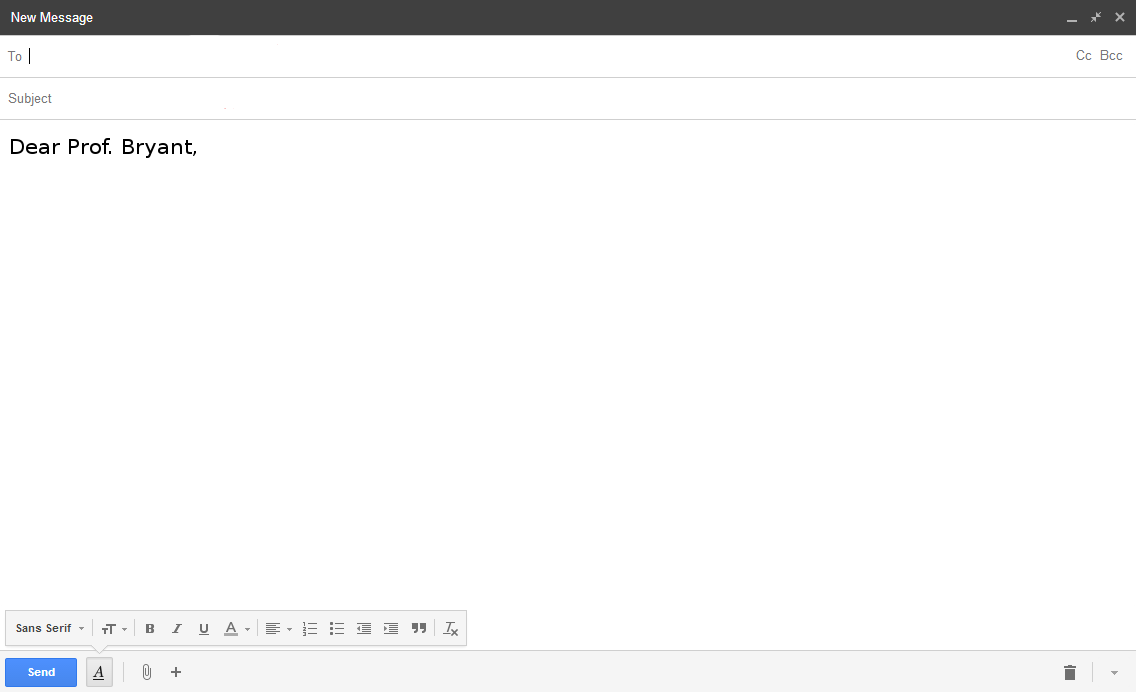 New Message
To
Cc Bcc
Subject
Dear Prof. Bryant,
Sans Serif
Send